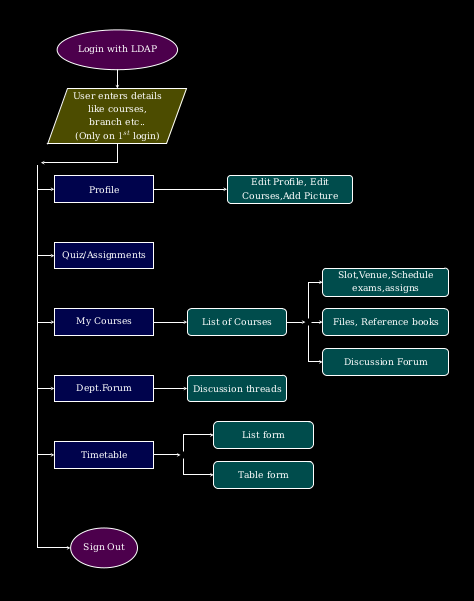 Login with LDAP
User enters details
like courses,
branch etc..
(Only on 1st login)
Profile
Edit Profile, Edit
Courses,Add Picture
Quiz/Assignments
Slot,Venue,Schedule
exams,assigns
My Courses
List of Courses
Files, Reference books
Discussion Forum
Dept.Forum
Discussion threads
List form
Timetable
Table form
Sign Out